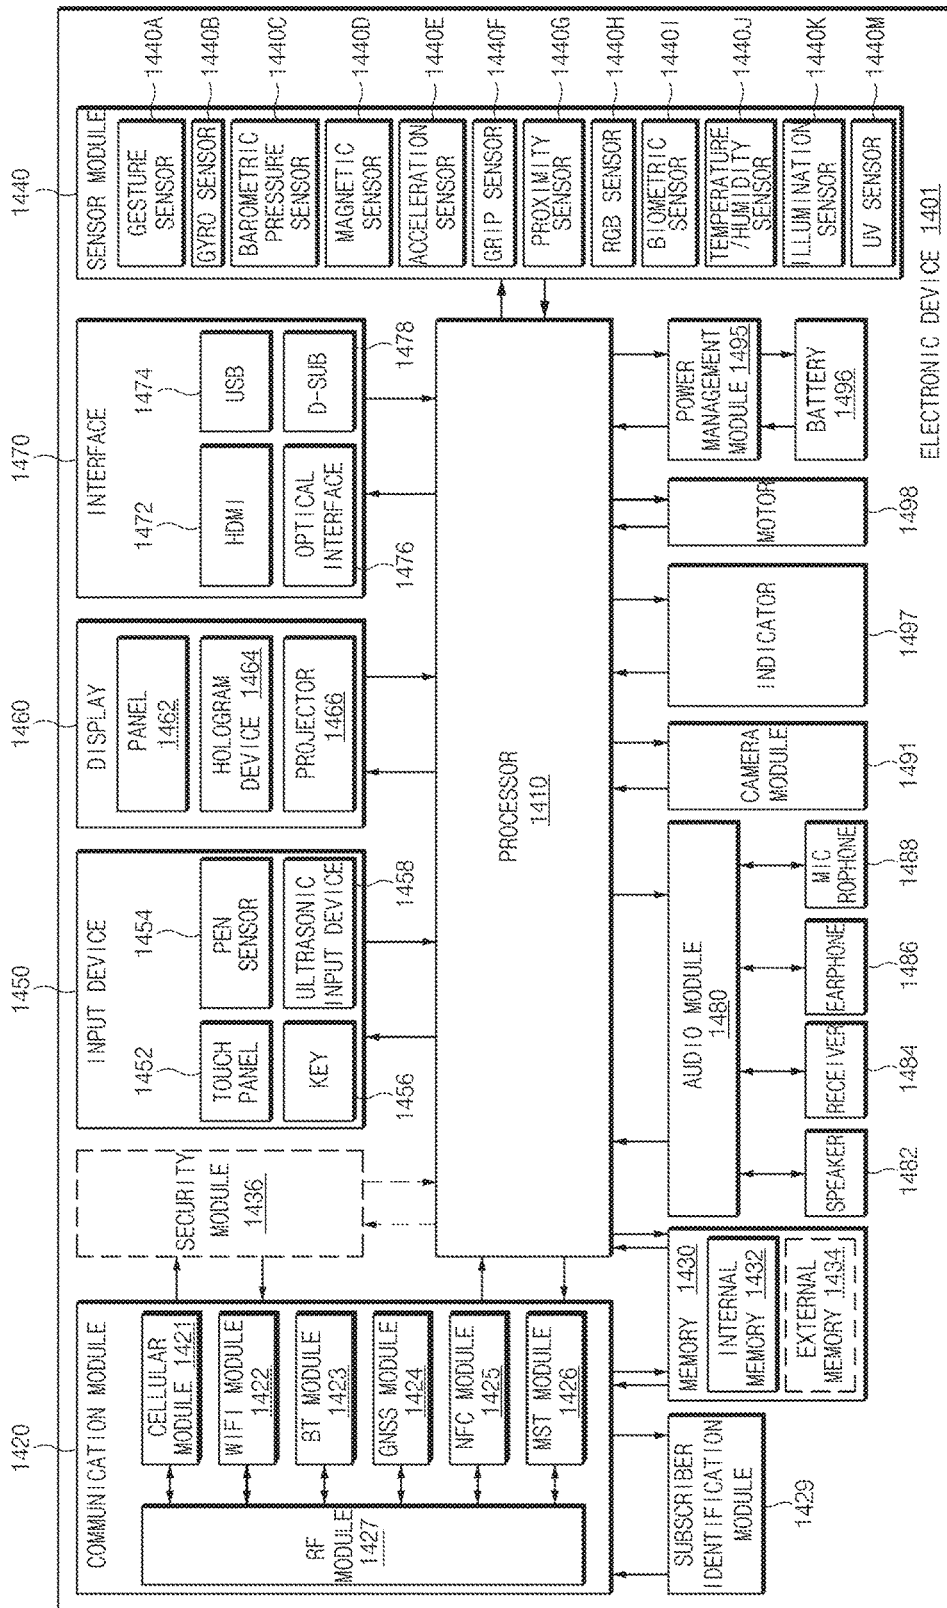 1420
COMMUNICATION MODULE
CELLULAR
MODULE 1421
WIFI MODULE
1422
BT MODULE
1423
GNSS MODULE
1424
NFC MODULE
1425
MST MODULE
1426
RF
MODULE
1427
SECURITY
MODULE
1436
1450
INPUT DEVICE
1452
TOUCH
PANEL
1454
PEN
SENSOR
KEY
1456
ULTRASONIC
INPUT DEVICE
1458
1460
DISPLAY
PANEL
1462
HOLOGRAM
DEVICE 1464
PROJECTOR
1466
1470
INTERFACE
1472
HDMI
1474
USB
OPTICAL
INTERFACE
1476
D-SUB
1478
1440
SENSOR MODULE
GESTURE
SENSOR
1440A
GYRO SENSOR
1440B
BAROMETRIC
PRESSURE
SENSOR
1440C
MAGNETIC
SENSOR
1440D
ACCELERATION
SENSOR
1440E
GRIP SENSOR
1440F
PROXIMITY
SENSOR
1440G
RGB SENSOR
1440H
BIOMETRIC
SENSOR
1440I
TEMPERATURE
/HUMIDITY
SENSOR
1440J
ILLUMINATION
SENSOR
1440K
UV SENSOR
1440M
PROCESSOR
1410
SUBSCRIBER
IDENTIFICATION
MODULE
1429
MEMORY 1430
INTERNAL
MEMORY 1432
EXTERNAL
MEMORY 1434
AUDIO MODULE
1480
SPEAKER
1482
RECEIVER
1484
EARPHONE
1486
MIC
ROPHONE
1488
CAMERA
MODULE
1491
INDICATOR
1497
MOTOR
1498
POWER
MANAGEMENT
MODULE 1495
BATTERY
1496
ELECTRONIC DEVICE 1401